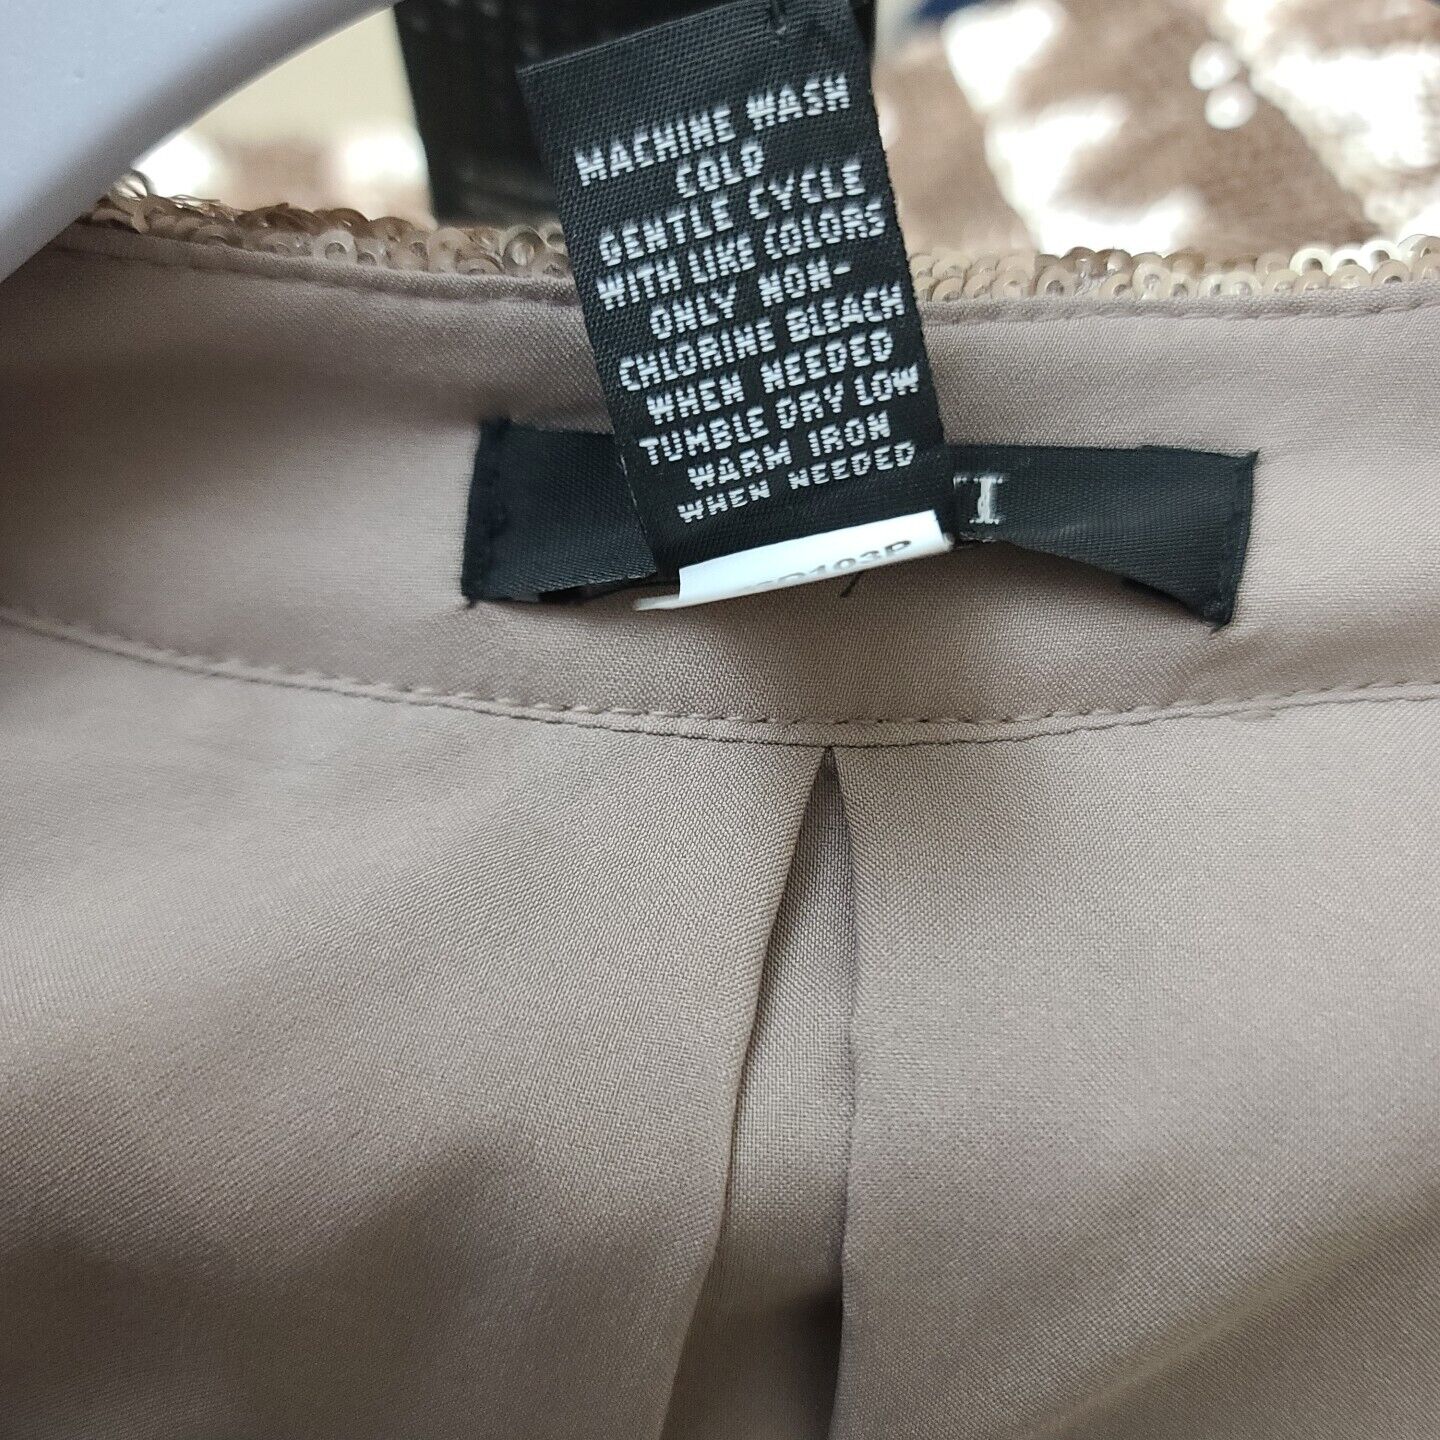 MACHINE WASH
COLD
GENTLE CYCLE
WITH LIKE COLORS
ONLY NON-
CHLORINE BLEACH
WHEN NEEDED
TUMBLE DRY LOW
WARM IRON
WHEN NEEDED